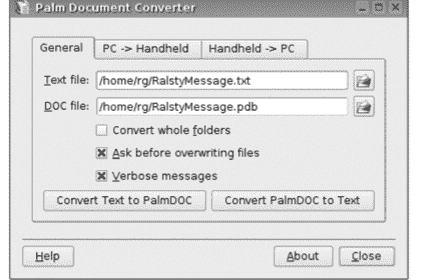 Palm Document Converter
General PC -> Handheld Handheld -> PC
Text file: /home/rg/RalstyMessage.txt
DOC file: /home/rg/RalstyMessage.pdb
Convert whole folders
Ask before overwriting files
Verbose messages
Convert Text to PalmDOC Convert PalmDOC to Text
Help About Close